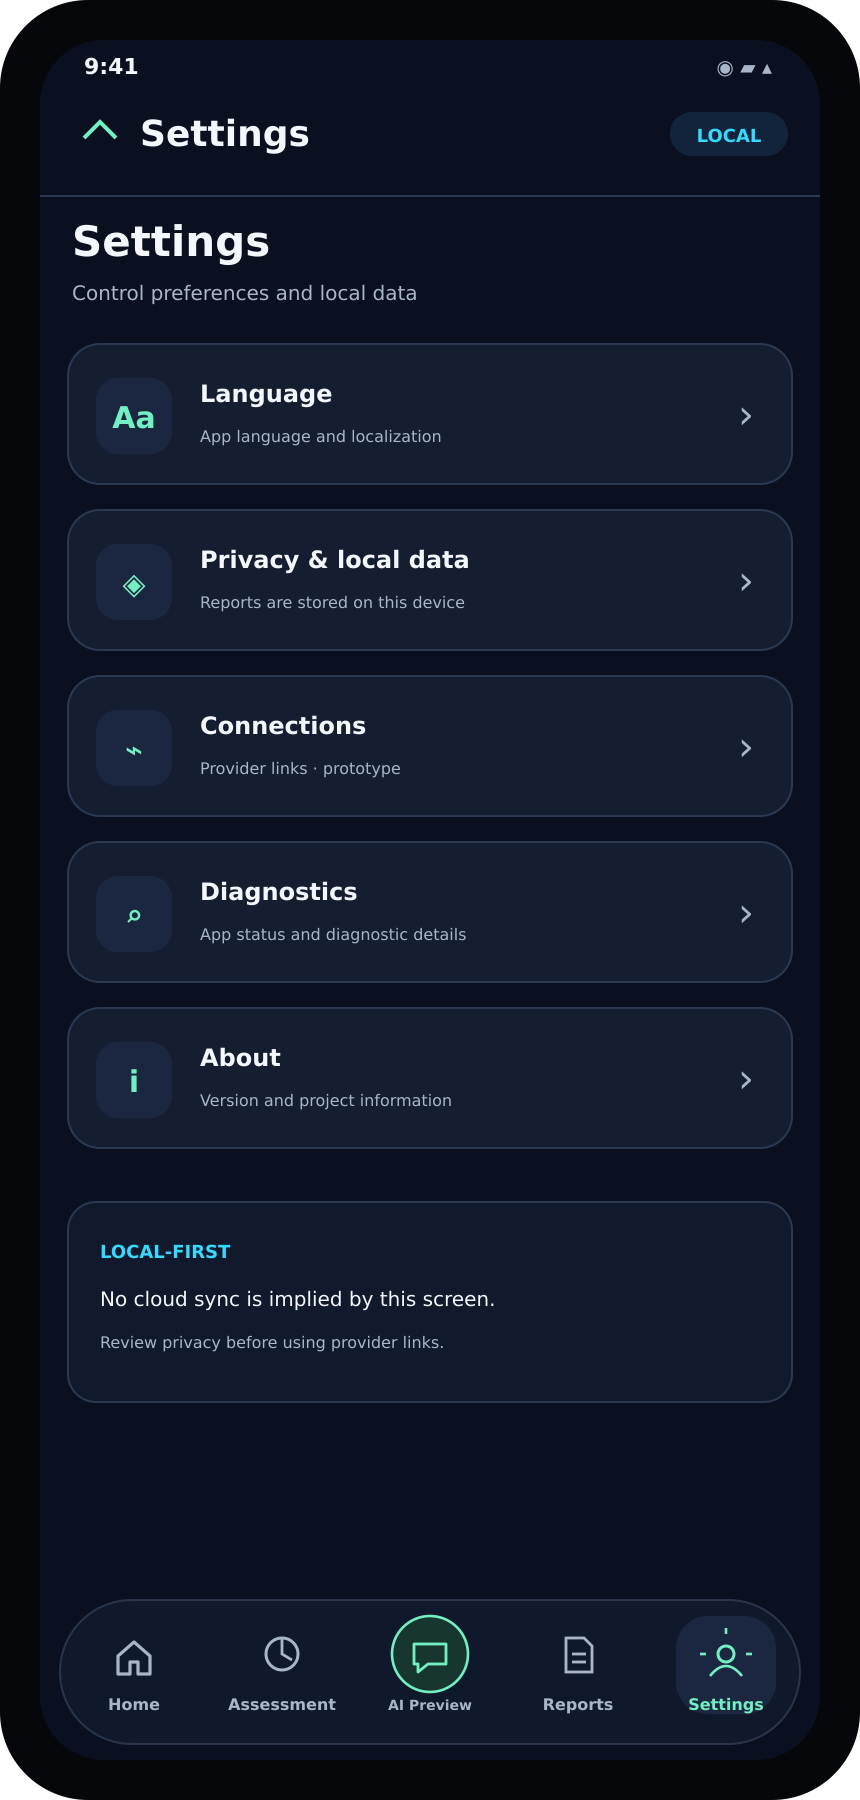 9:41
Settings
LOCAL
Settings
Control preferences and local data
Aa
Language
App language and localization
Privacy & local data
Reports are stored on this device
Connections
Provider links · prototype
Diagnostics
App status and diagnostic details
i
About
Version and project information
LOCAL-FIRST
No cloud sync is implied by this screen.
Review privacy before using provider links.
Home
Assessment
AI Preview
Reports
Settings